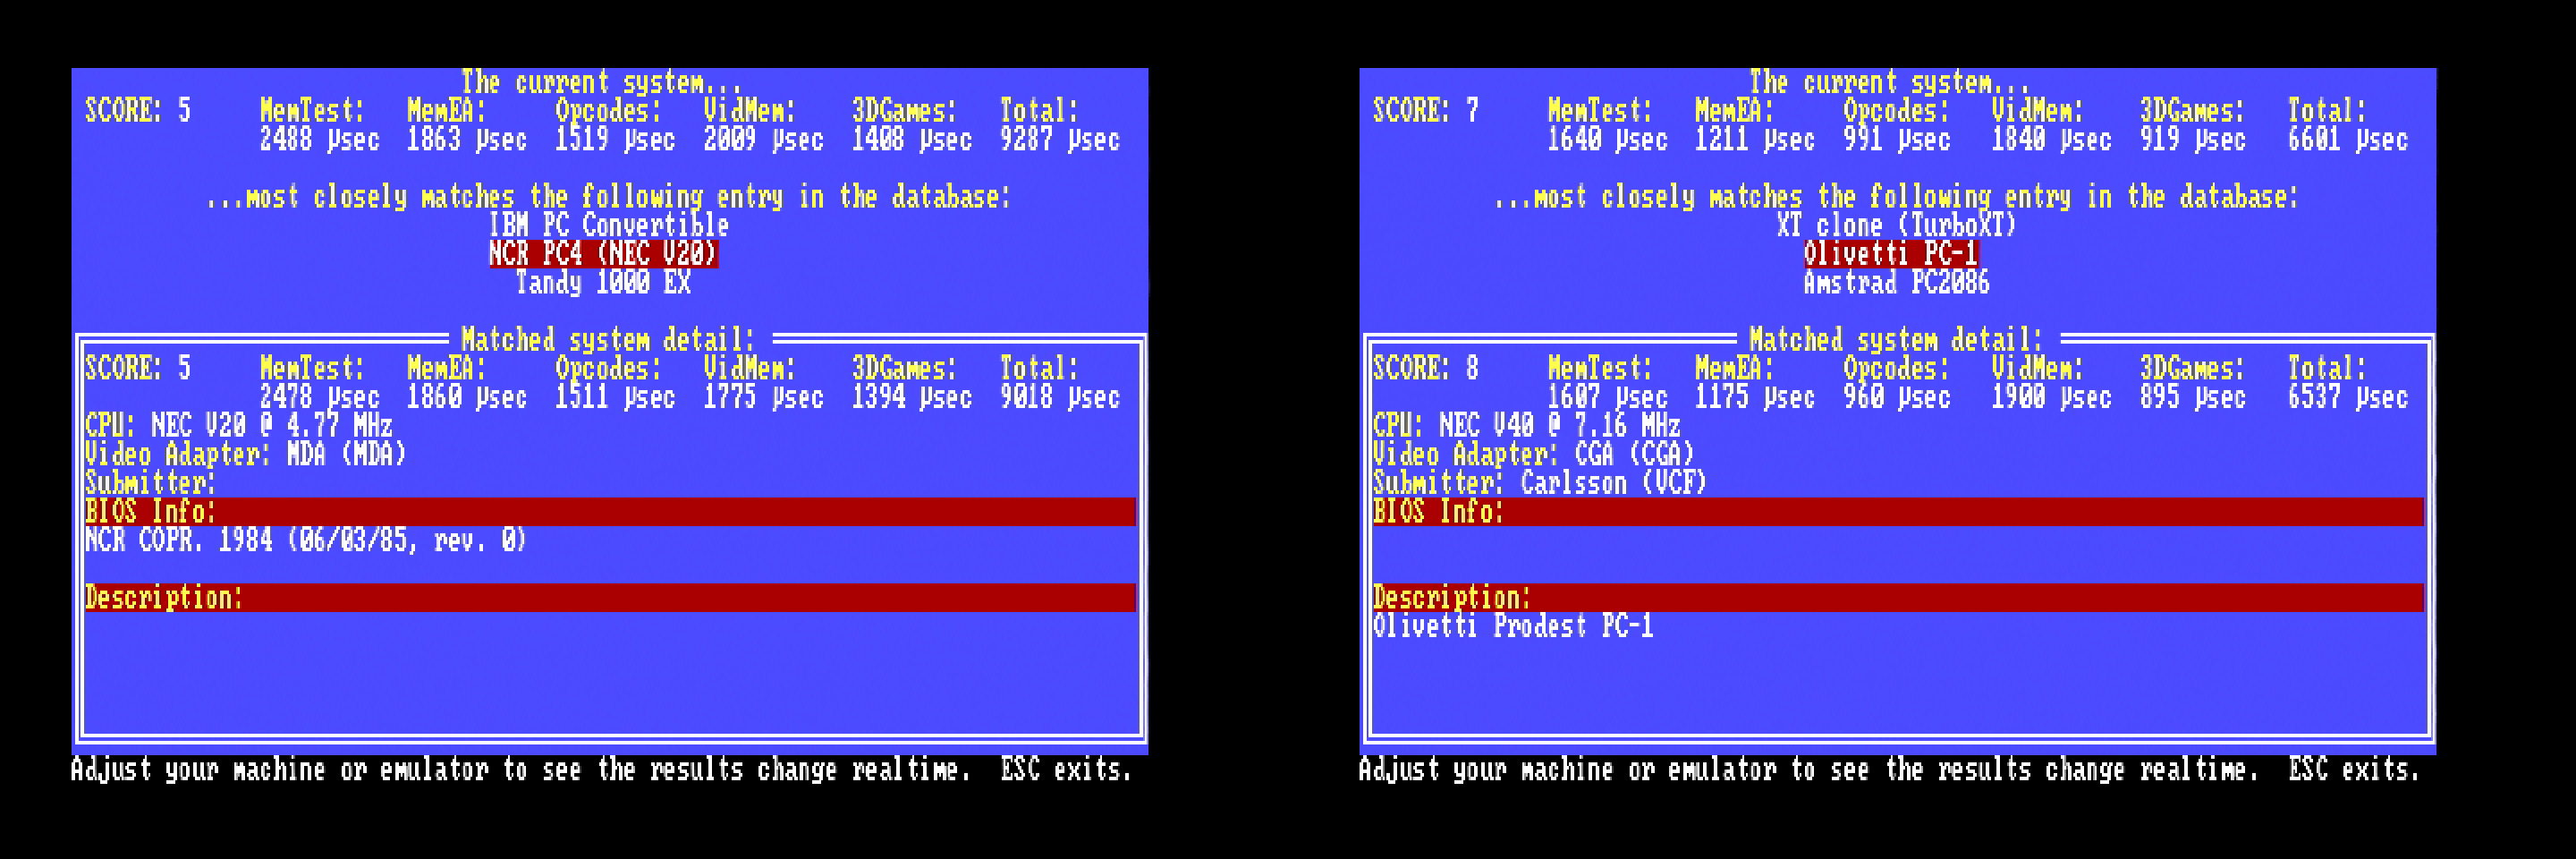 The current system...
SCORE: 5 MemTest: MemEA: Opcodes: VidMem: 3DGames: Total:
2488 µsec 1863 µsec 1519 µsec 2009 µsec 1408 µsec 9287 µsec
...most closely matches the following entry in the database:
IBM PC Convertible
NCR PC4 (NEC V20)
Tandy 1000 EX
Matched system detail:
SCORE: 5 MemTest: MemEA: Opcodes: VidMem: 3DGames: Total:
2478 µsec 1860 µsec 1511 µsec 1775 µsec 1394 µsec 9018 µsec
CPU: NEC V20 @ 4.77 MHz
Video Adapter: MDA (MDA)
Submitter:
BIOS Info:
NCR COPR. 1984 (06/03/85, rev. 0)
Description:
Adjust your machine or emulator to see the results change realtime. ESC exits.
The current system...
SCORE: 7 MemTest: MemEA: Opcodes: VidMem: 3DGames: Total:
1640 µsec 1211 µsec 991 µsec 1840 µsec 919 µsec 6601 µsec
...most closely matches the following entry in the database:
XT clone (TurboXT)
Olivetti PC-1
Amstrad PC2086
Matched system detail:
SCORE: 8 MemTest: MemEA: Opcodes: VidMem: 3DGames: Total:
1607 µsec 1175 µsec 960 µsec 1900 µsec 895 µsec 6537 µsec
CPU: NEC V40 @ 7.16 MHz
Video Adapter: CGA (CGA)
Submitter: Carlsson (VCF)
BIOS Info:
Description:
Olivetti Prodest PC-1
Adjust your machine or emulator to see the results change realtime. ESC exits.